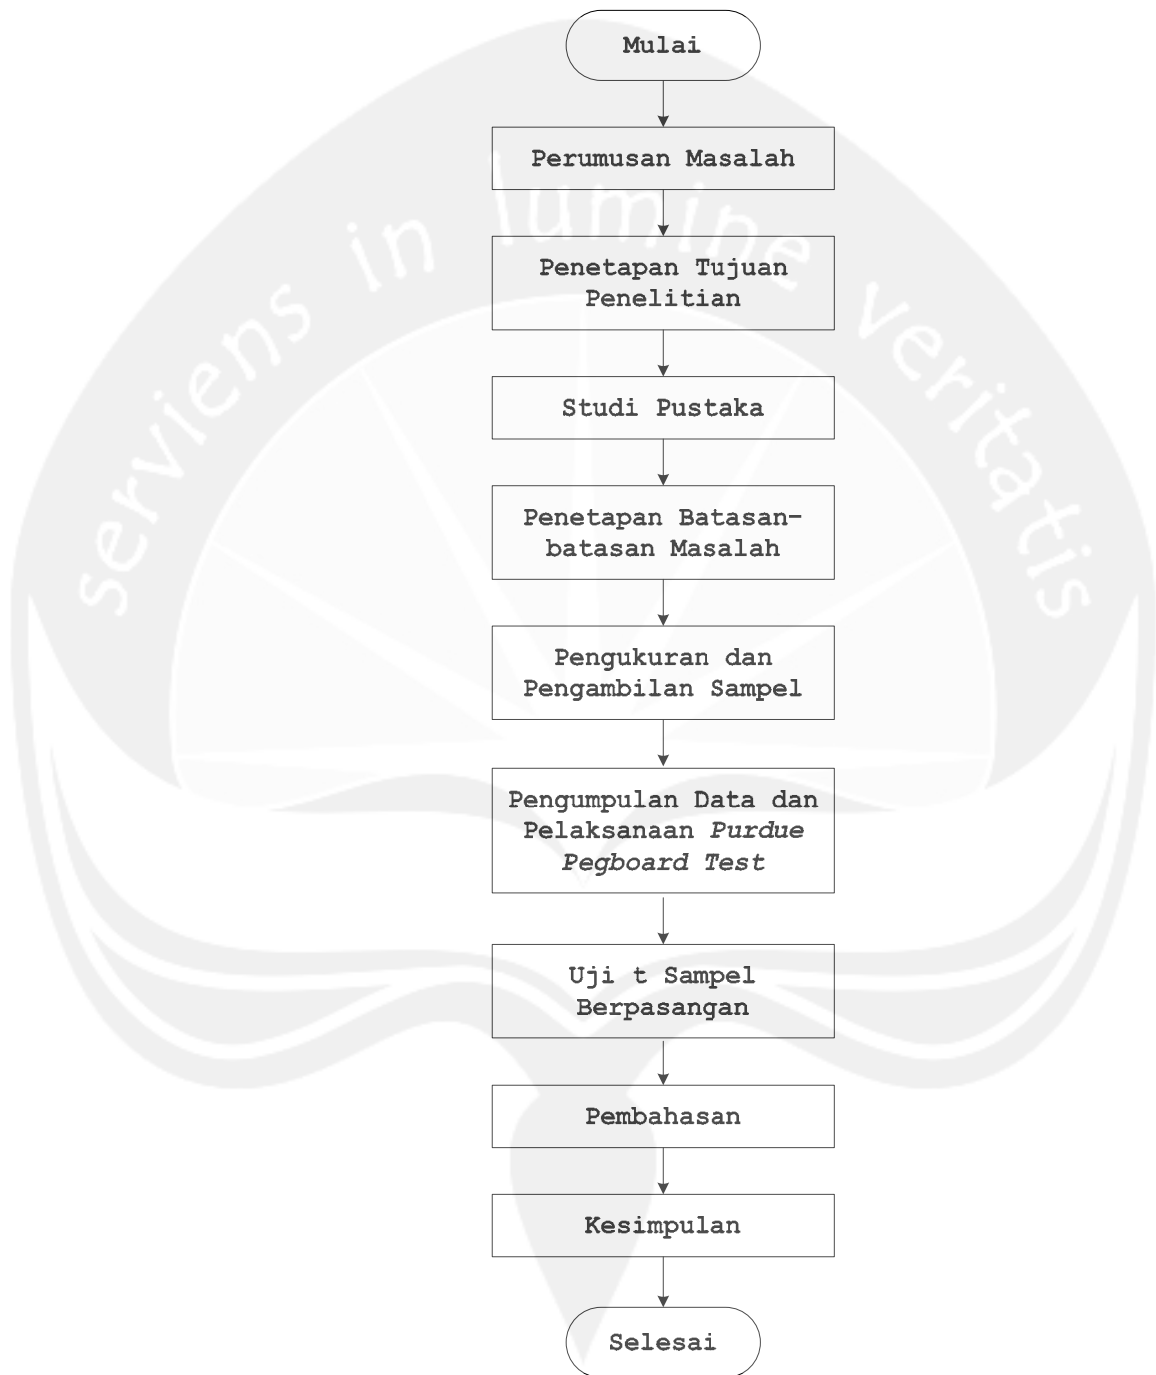 Mulai
Perumusan Masalah
Penetapan Tujuan
Penelitian
Studi Pustaka
Penetapan Batasan-
batasan Masalah
Pengukuran dan
Pengambilan Sampel
Pengumpulan Data dan
Pelaksanaan Purdue
Pegboard Test
Uji t Sampel
Berpasangan
Pembahasan
Kesimpulan
Selesai
serviens in lumine veritatis